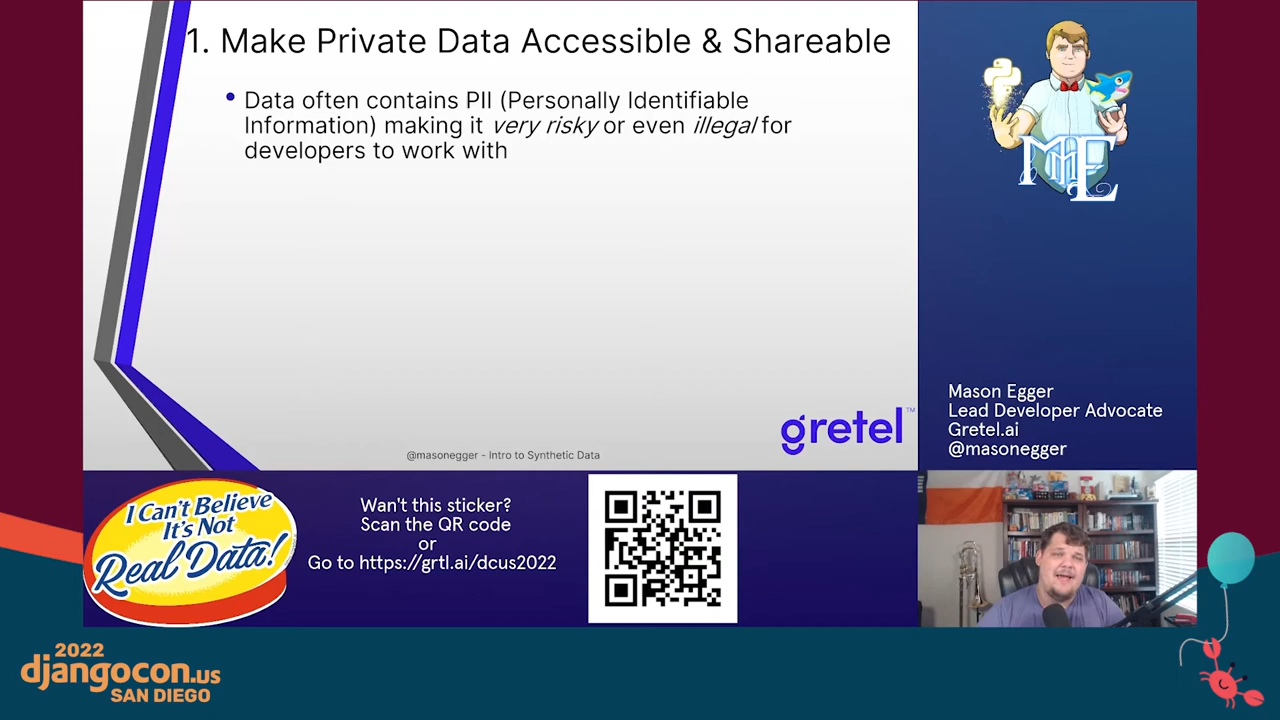 1. Make Private Data Accessible & Shareable
• Data often contains PII (Personally Identifiable
Information) making it very risky or even illegal for
developers to work with
gretel™
@masonegger - Intro to Synthetic Data
ME
Mason Egger
Lead Developer Advocate
Gretel.ai
@masonegger
I Can't Believe
It's Not
Real Data!
Wan't this sticker?
Scan the QR code
or
Go to https://grtl.ai/dcus2022
2022
djangocon.us
SAN DIEGO